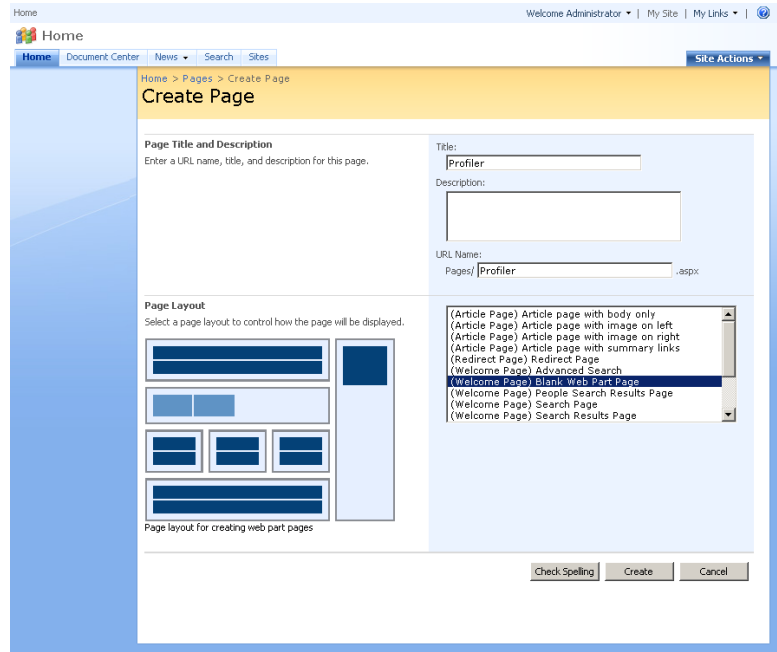 Home
Welcome Administrator | My Site | My Links |
Home
Home Document Center News Search Sites
Site Actions
Home > Pages > Create Page
Create Page
Page Title and Description
Enter a URL name, title, and description for this page.
Title:
Profiler
Description:
URL Name:
Pages/ Profiler .aspx
Page Layout
Select a page layout to control how the page will be displayed.
Page layout for creating web part pages
(Article Page) Article page with body only
(Article Page) Article page with image on left
(Article Page) Article page with image on right
(Article Page) Article page with summary links
(Redirect Page) Redirect Page
(Welcome Page) Advanced Search
(Welcome Page) Blank Web Part Page
(Welcome Page) People Search Results Page
(Welcome Page) Search Page
(Welcome Page) Search Results Page
Check Spelling Create Cancel